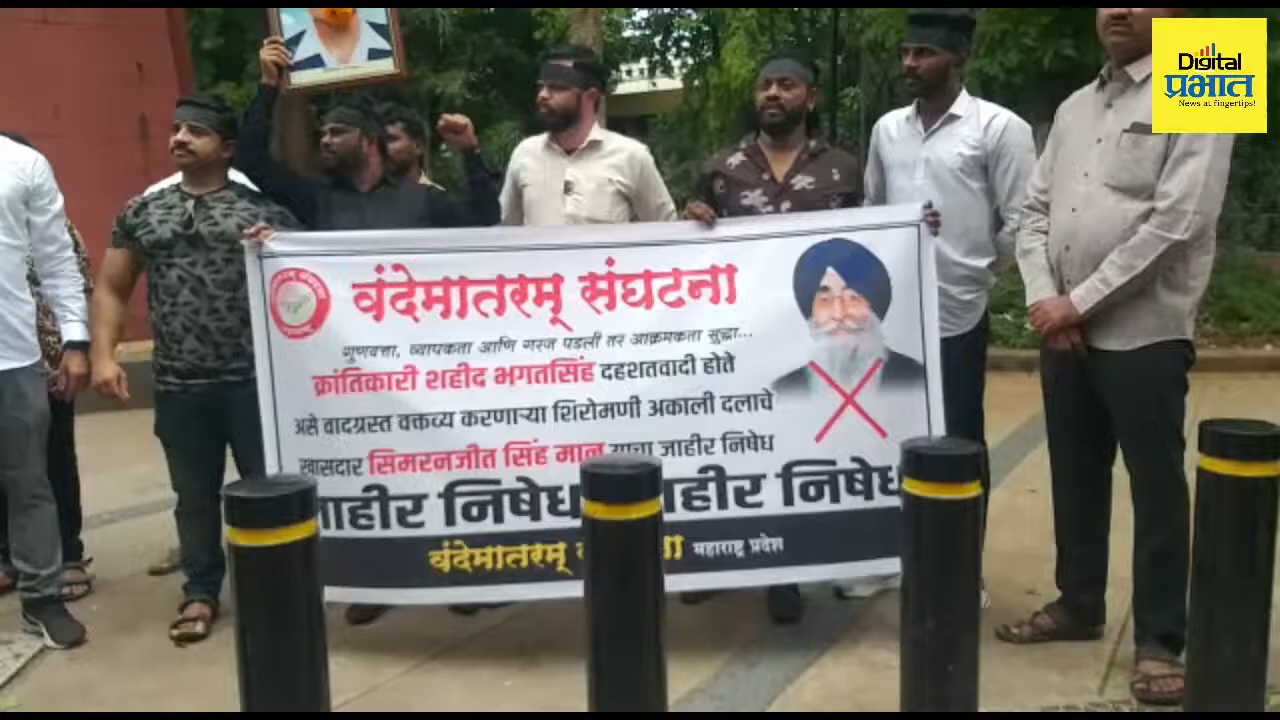 Digital
प्रभात
News at fingertips!
वंदेमातरम् संघटना
गुणवत्ता, व्यापकता आणि गरज पडली तर आक्रमकता सुद्धा...
क्रांतिकारी शहीद भगतसिंह दहशतवादी होते
असे वादग्रस्त वक्तव्य करणाऱ्या शिरोमणी अकाली दलाचे
खासदार सिमरनजीत सिंह मान याचा जाहीर निषेध
जाहीर निषेध जाहीर निषेध
वंदेमातरम् महाराष्ट्र प्रदेश